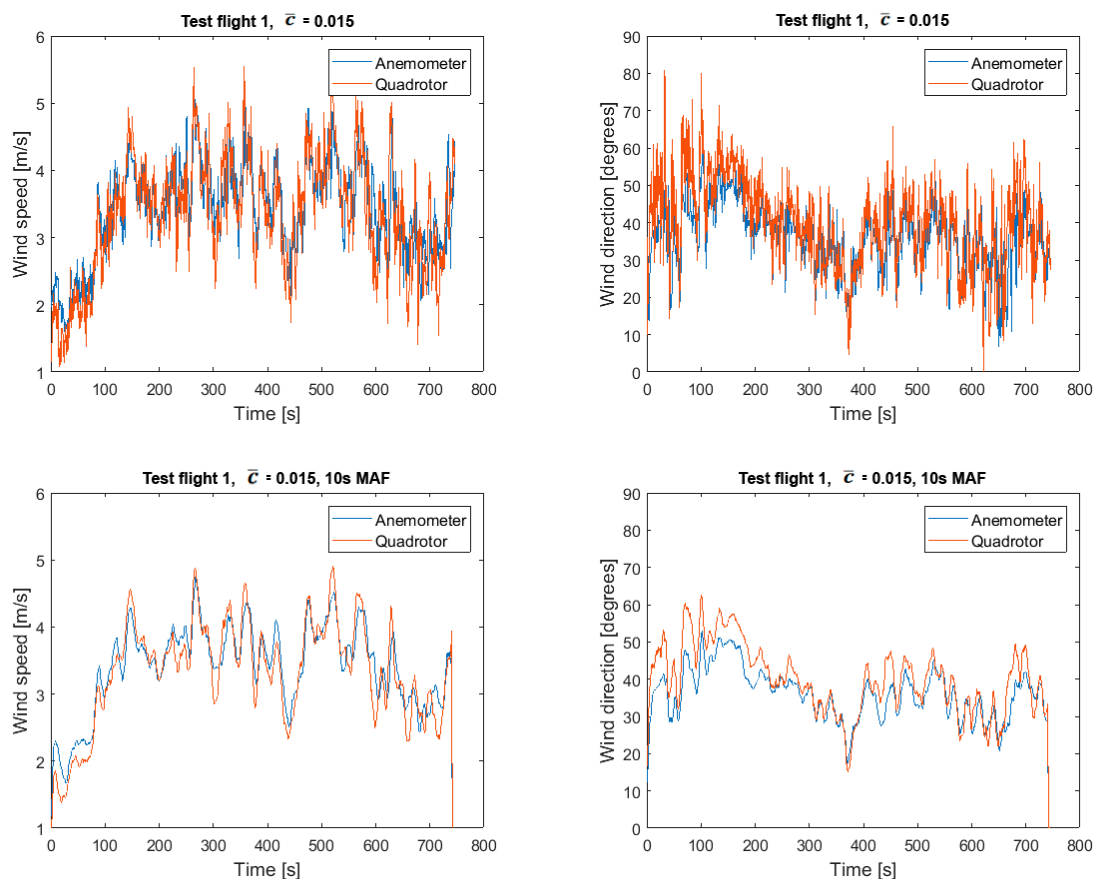 Test flight 1, c̅ = 0.015
6
5
4
3
2
1
Wind speed [m/s]
Anemometer
Quadrotor
0 100 200 300 400 500 600 700 800
Time [s]
Test flight 1, c̅ = 0.015
90
80
70
60
50
40
30
20
10
0
Wind direction [degrees]
Anemometer
Quadrotor
0 100 200 300 400 500 600 700 800
Time [s]
Test flight 1, c̅ = 0.015, 10s MAF
6
5
4
3
2
1
Wind speed [m/s]
Anemometer
Quadrotor
0 100 200 300 400 500 600 700 800
Time [s]
Test flight 1, c̅ = 0.015, 10s MAF
90
80
70
60
50
40
30
20
10
0
Wind direction [degrees]
Anemometer
Quadrotor
0 100 200 300 400 500 600 700 800
Time [s]